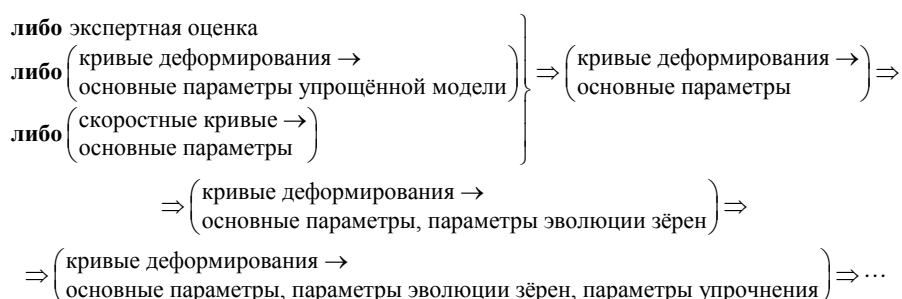 либо экспертная оценка
либо (кривые деформирования →
основные параметры упрощённой модели)
либо (скоростные кривые →
основные параметры)
} ⇒ (кривые деформирования →
основные параметры) ⇒
⇒ (кривые деформирования →
основные параметры, параметры эволюции зёрен) ⇒
⇒ (кривые деформирования →
основные параметры, параметры эволюции зёрен, параметры упрочнения) ⇒ ⋯